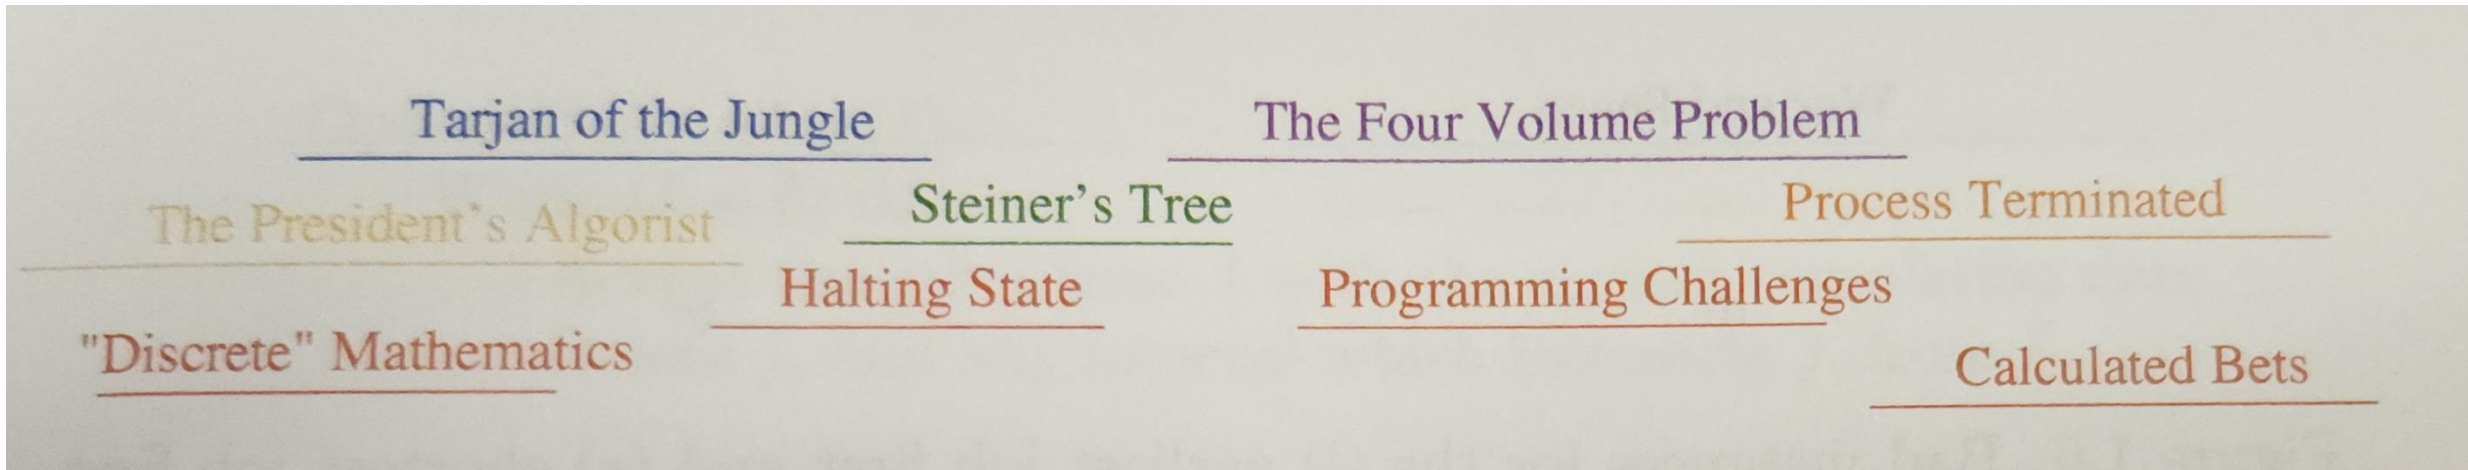 Tarjan of the Jungle
The Four Volume Problem
The President's Algorist
Steiner's Tree
Process Terminated
Halting State
Programming Challenges
"Discrete" Mathematics
Calculated Bets